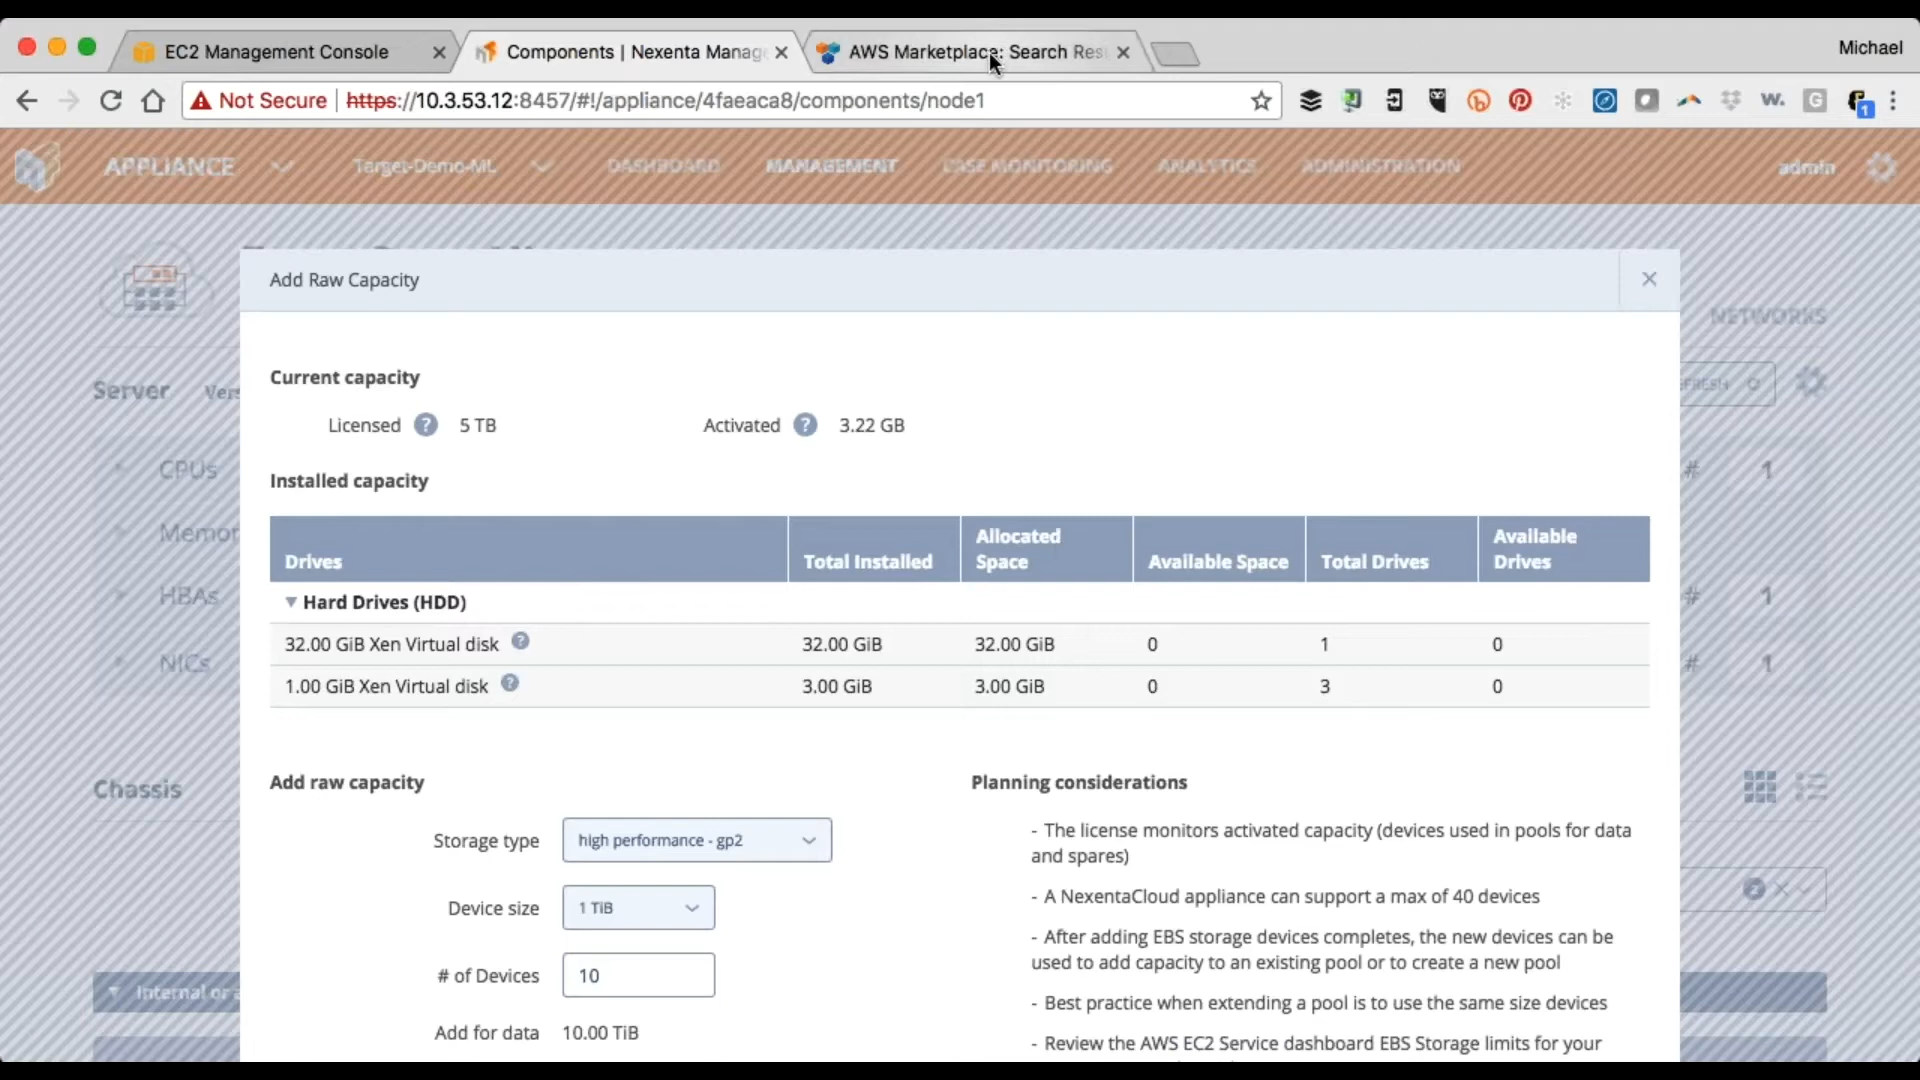 EC2 Management Console
Components | Nexenta Manag
AWS Marketplace: Search Res
Michael
Not Secure | https://10.3.53.12:8457/#!/appliance/4faeaca8/components/node1
W.
G
1
APPLIANCE
Target-Demo-ML
DASHBOARD
MANAGEMENT
CASE MONITORING
ANALYTICS
ADMINISTRATION
admin
Add Raw Capacity
NETWORKS
Server Vers
EFRESH
Current capacity
Licensed ? 5 TB
Activated ? 3.22 GB
CPUs
# 1
Installed capacity
Memor
Drives
Total Installed
Allocated
Space
Available Space
Total Drives
Available
Drives
HBAs
# 1
Hard Drives (HDD)
32.00 GiB Xen Virtual disk ? 32.00 GiB 32.00 GiB 0 1 0
NICs
# 1
1.00 GiB Xen Virtual disk ? 3.00 GiB 3.00 GiB 0 3 0
Chassis
Add raw capacity
Storage type high performance - gp2
Device size 1 TiB
# of Devices 10
Add for data 10.00 TiB
Planning considerations
- The license monitors activated capacity (devices used in pools for data
and spares)
- A NexentaCloud appliance can support a max of 40 devices
- After adding EBS storage devices completes, the new devices can be
used to add capacity to an existing pool or to create a new pool
- Best practice when extending a pool is to use the same size devices
- Review the AWS EC2 Service dashboard EBS Storage limits for your
2
Internal or a